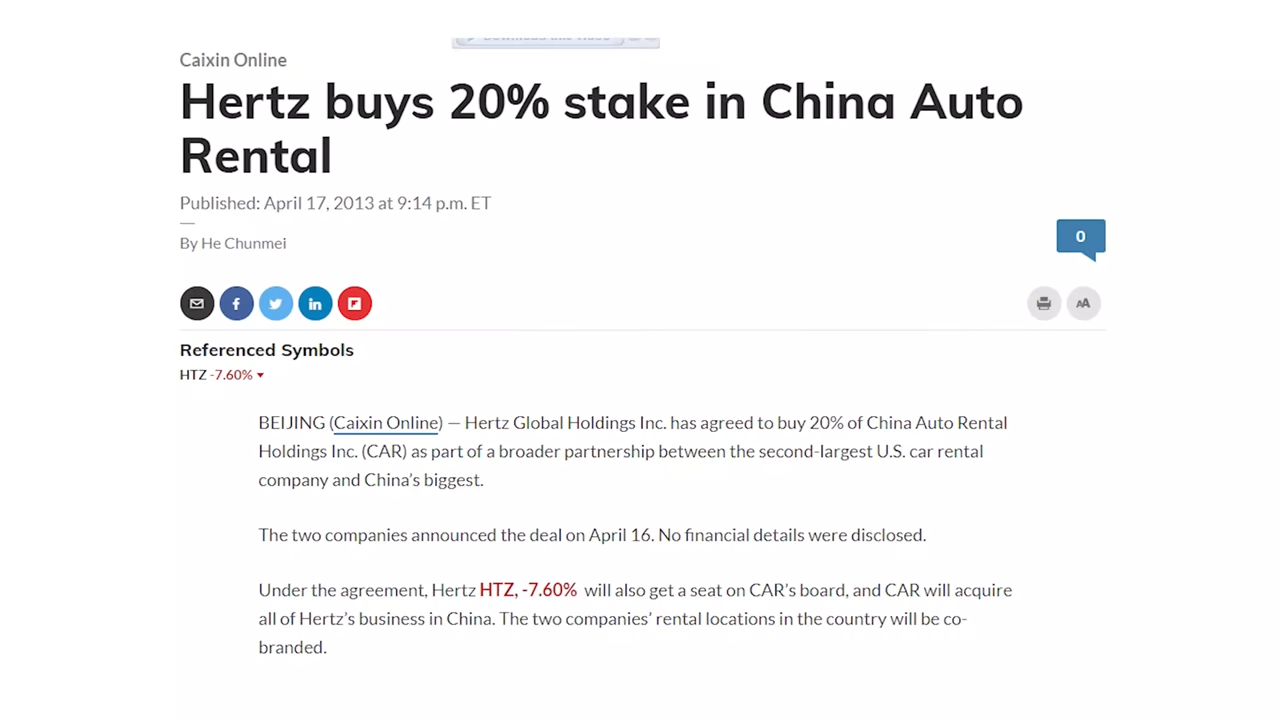 Caixin Online
Hertz buys 20% stake in China Auto
Rental
Published: April 17, 2013 at 9:14 p.m. ET
—
By He Chunmei
0
f
in
AA
Referenced Symbols
HTZ -7.60%
BEIJING (Caixin Online) — Hertz Global Holdings Inc. has agreed to buy 20% of China Auto Rental
Holdings Inc. (CAR) as part of a broader partnership between the second-largest U.S. car rental
company and China’s biggest.
The two companies announced the deal on April 16. No financial details were disclosed.
Under the agreement, Hertz HTZ, -7.60% will also get a seat on CAR’s board, and CAR will acquire
all of Hertz’s business in China. The two companies’ rental locations in the country will be co-
branded.